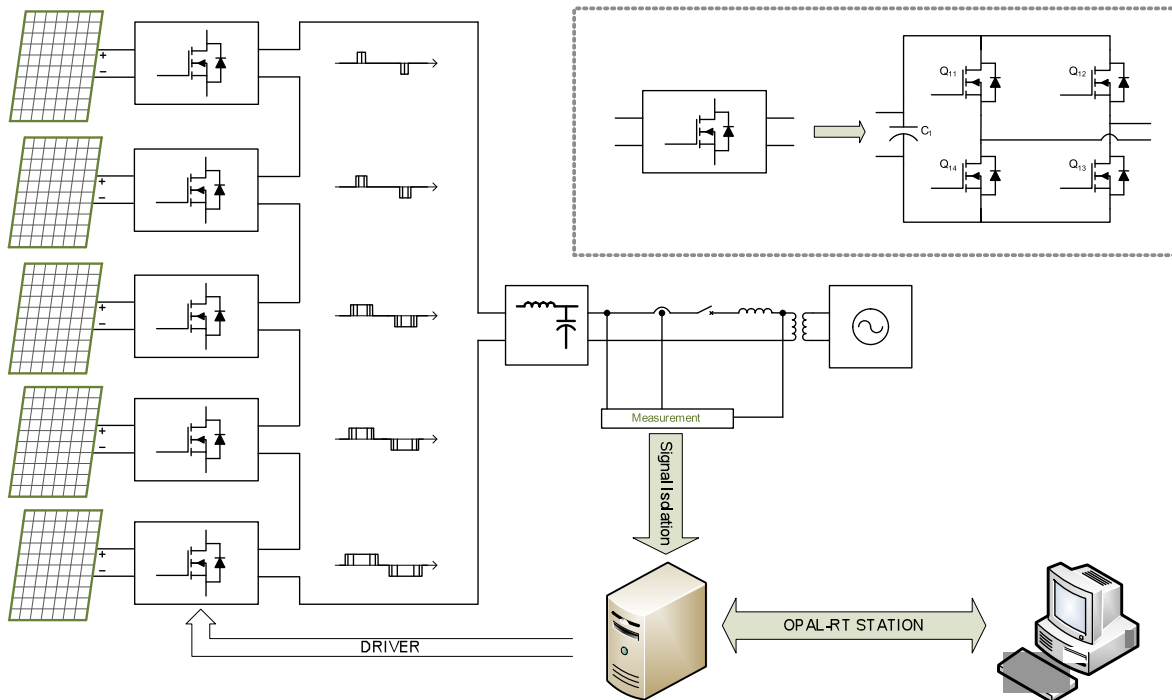 +
−
Q11
Q12
C1
Q14
Q13
+
−
+
−
Measurement
+
−
Signal Isolation
+
−
OPAL-RT STATION
DRIVER